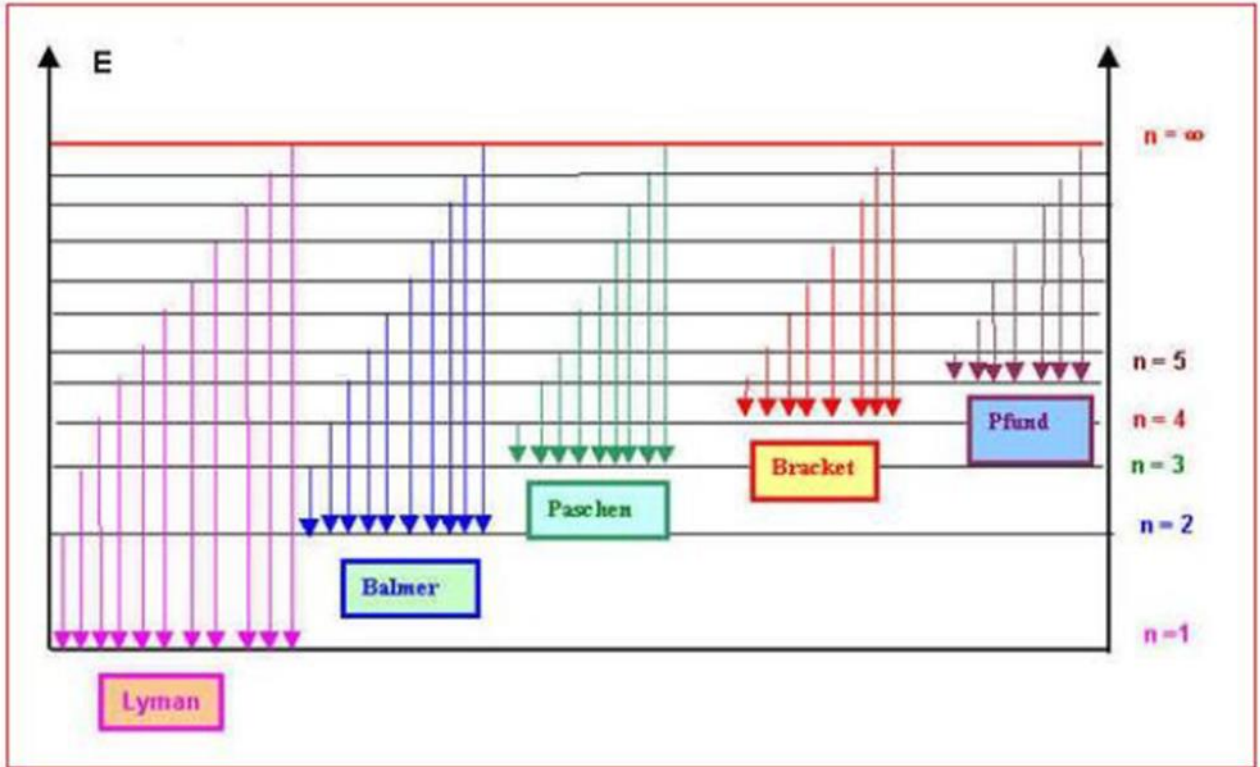 E
n = ∞
n = 5
Pfund
n = 4
n = 3
Bracket
Paschen
n = 2
Balmer
n =1
Lyman